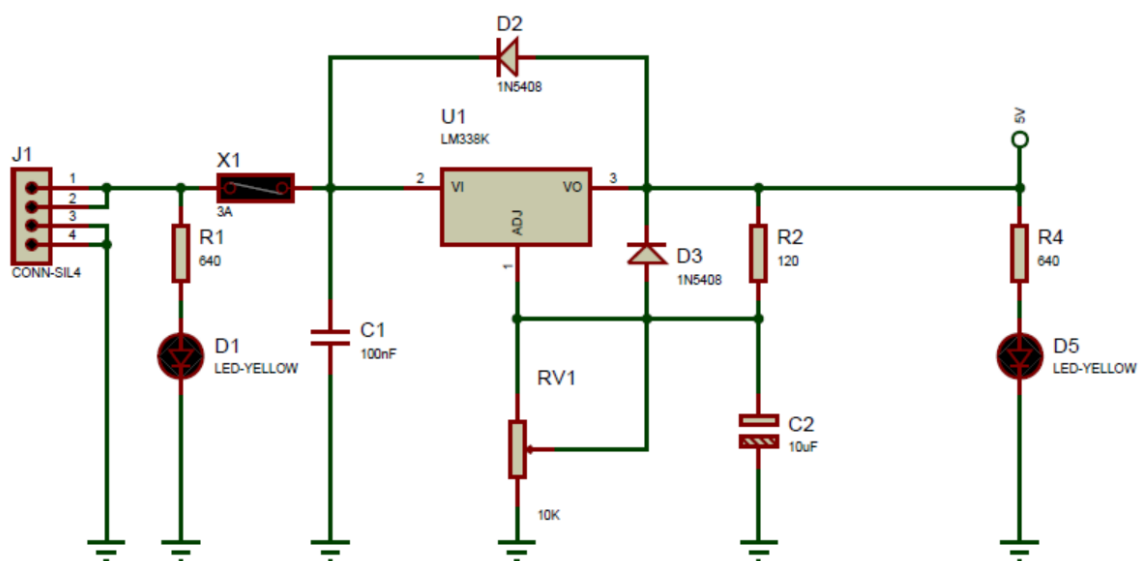 D2
1N5408
U1
LM338K
5V
J1
X1
1
2
3
4
2
VI
VO
3
ADJ
1
3A
R1
640
D3
1N5408
R2
120
R4
640
CONN-SIL4
D1
LED-YELLOW
C1
100nF
RV1
D5
LED-YELLOW
C2
10uF
10K